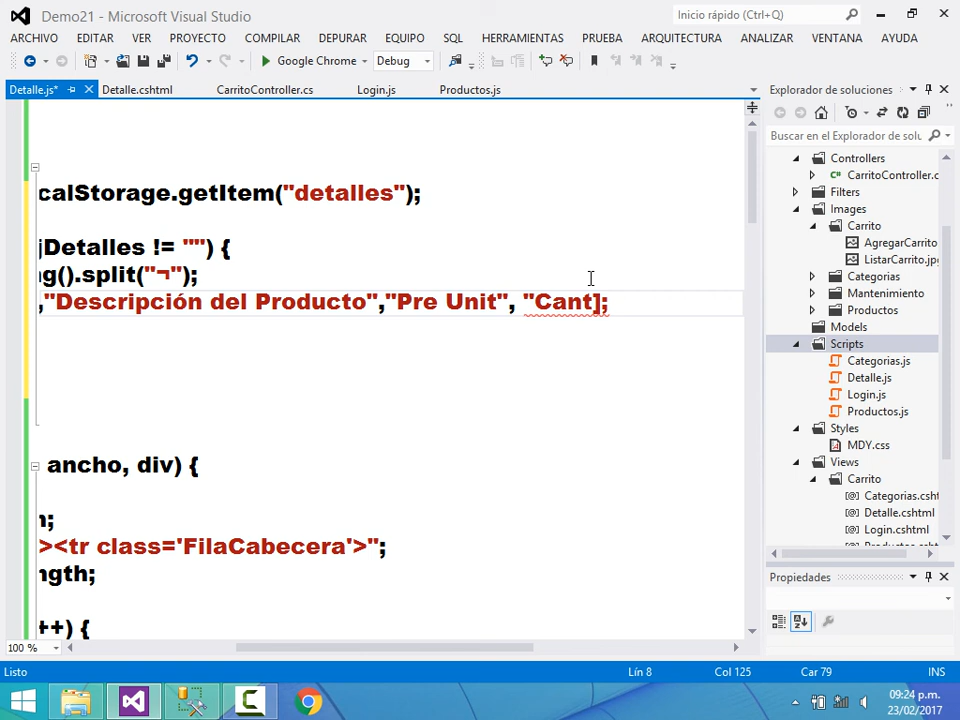 Demo21 - Microsoft Visual Studio
Inicio rápido (Ctrl+Q)
ARCHIVO EDITAR VER PROYECTO COMPILAR DEPURAR EQUIPO SQL HERRAMIENTAS PRUEBA ARQUITECTURA ANALIZAR VENTANA AYUDA
Google Chrome Debug
Detalle.js* Detalle.cshtml CarritoController.cs Login.js Productos.js
Explorador de soluciones
Buscar en el Explorador de solu
calStorage.getItem("detalles");
jDetalles != "") {
g().split("¬");
,"Descripción del Producto","Pre Unit", "Cant];
ancho, div) {
;
><tr class='FilaCabecera'>";
ngth;
++) {
Controllers
CarritoController.c
Filters
Images
Carrito
AgregarCarrito
ListarCarrito.jpg
Categorias
Mantenimiento
Productos
Models
Scripts
Categorias.js
Detalle.js
Login.js
Productos.js
Styles
MDY.css
Views
Carrito
Categorias.csht
Detalle.cshtml
Login.cshtml
Propiedades
100 %
Listo Lín 8 Col 125 Car 79 INS
09:24 p.m.
23/02/2017